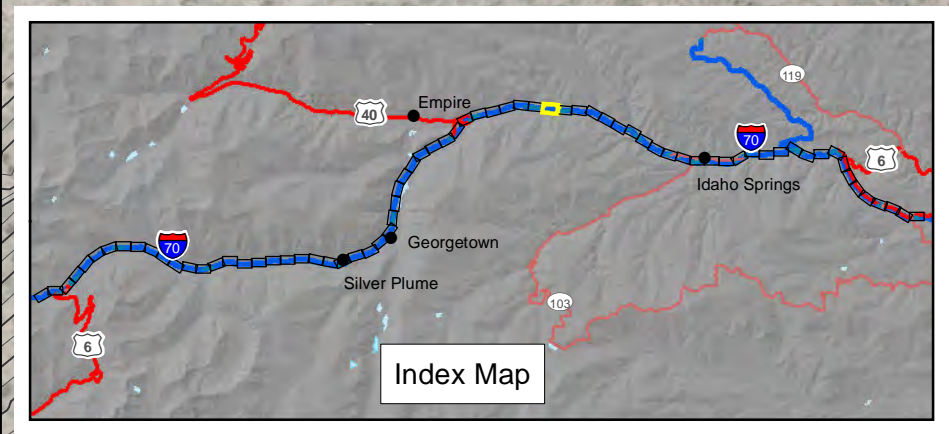 119
40
Empire
70
6
Idaho Springs
Georgetown
70
Silver Plume
103
6
Index Map